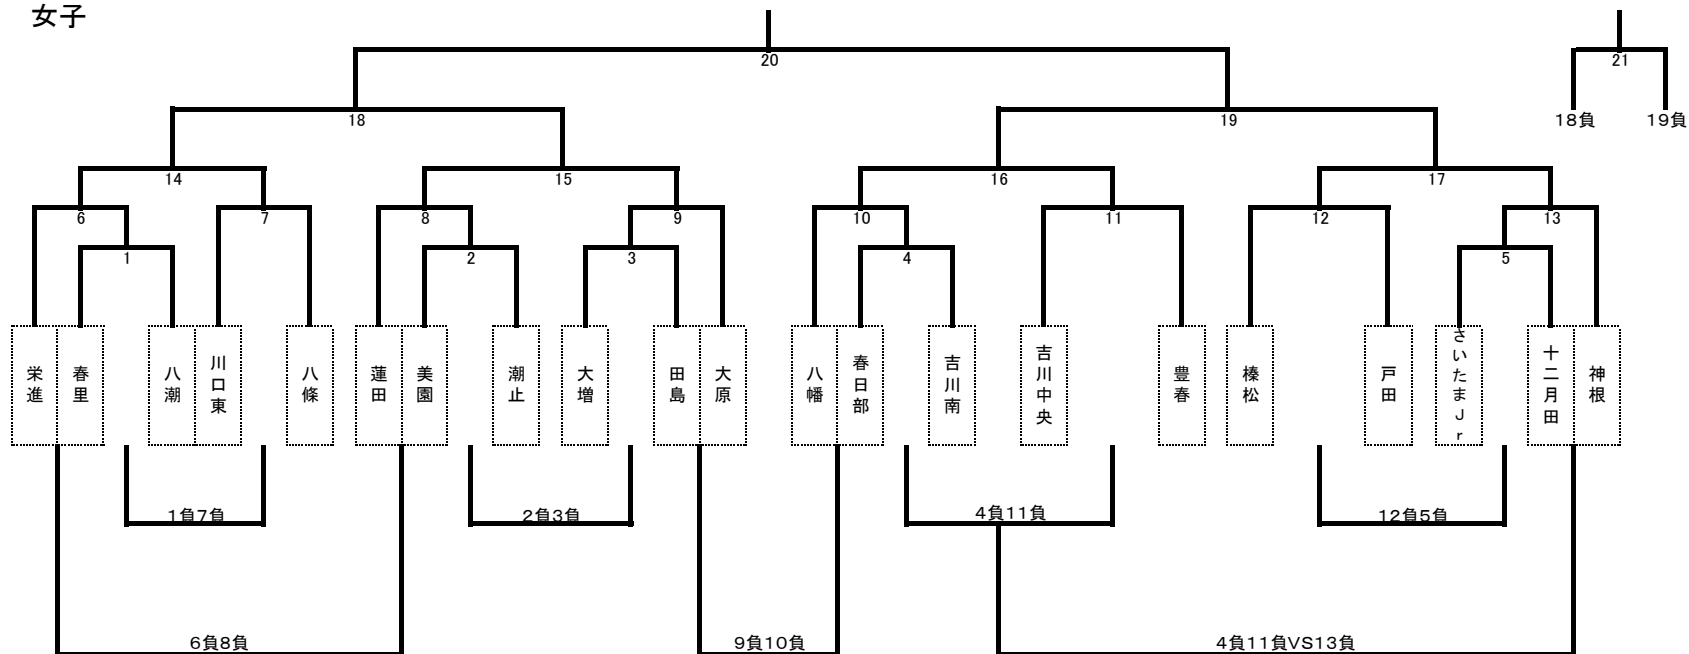 女子
20
21
18
19
18負
19負
14
15
16
17
6
7
8
9
10
11
12
13
1
2
3
4
5
栄進
春里
八潮
川口東
八條
蓮田
美園
潮止
大増
田島
大原
八幡
春日部
吉川南
吉川中央
豊春
榛松
戸田
さいたまJr
十二月田
神根
1負7負
2負3負
4負11負
12負5負
6負8負
9負10負
4負11負VS13負